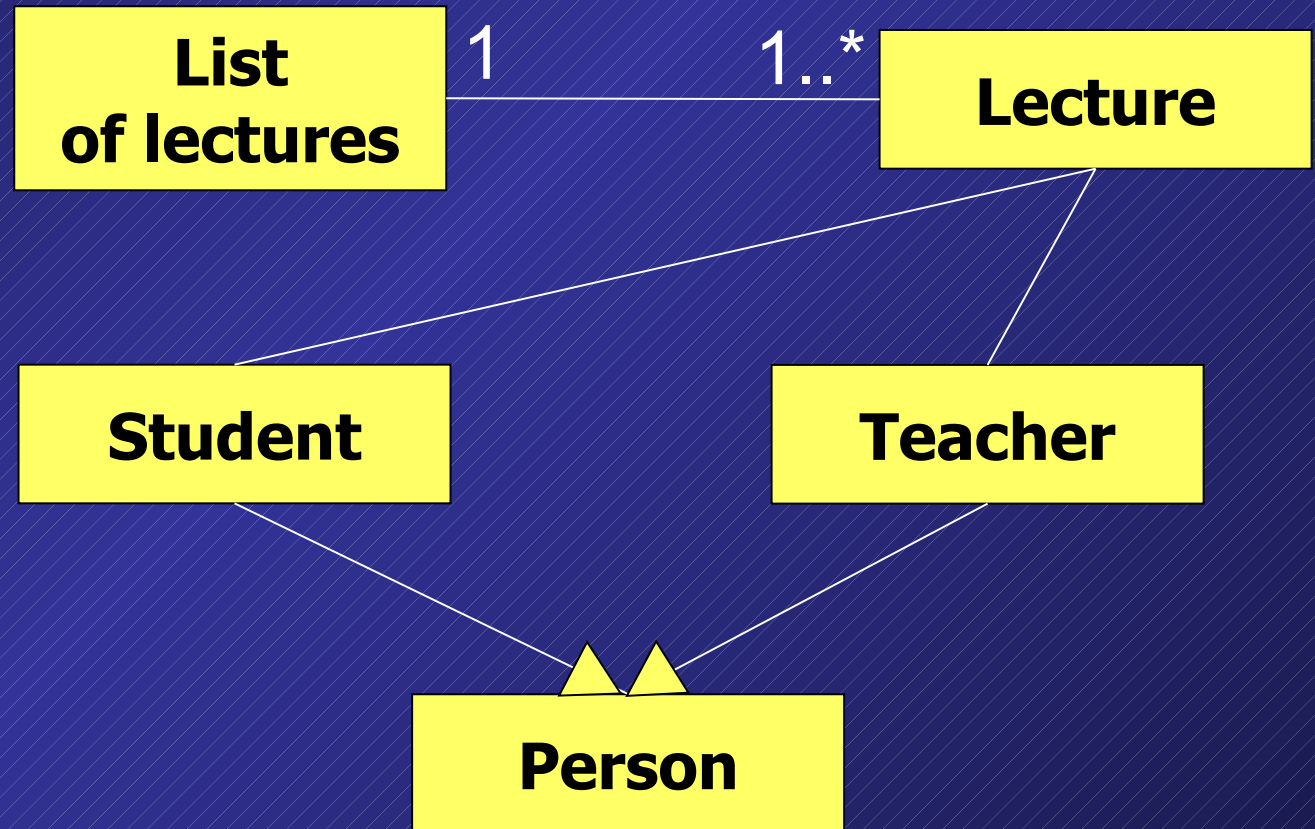 List
of lectures
1
1..*
Lecture
Student
Teacher
Person